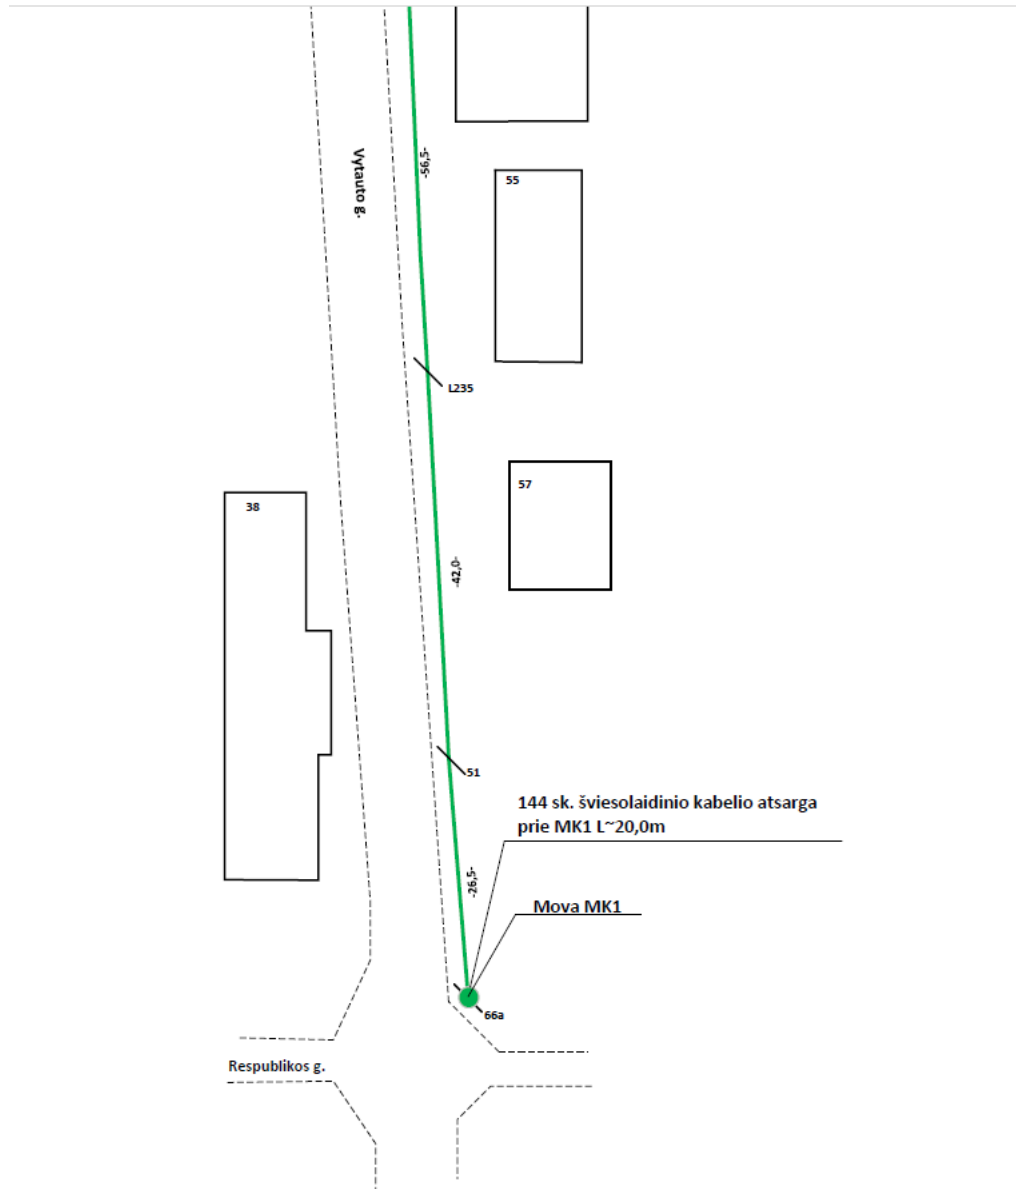 -56,5-
Vytauto g.
55
L235
57
38
-42,0-
51
144 sk. šviesolaidinio kabelio atsarga
prie MK1 L~20,0m
-26,5-
Mova MK1
66a
Respublikos g.